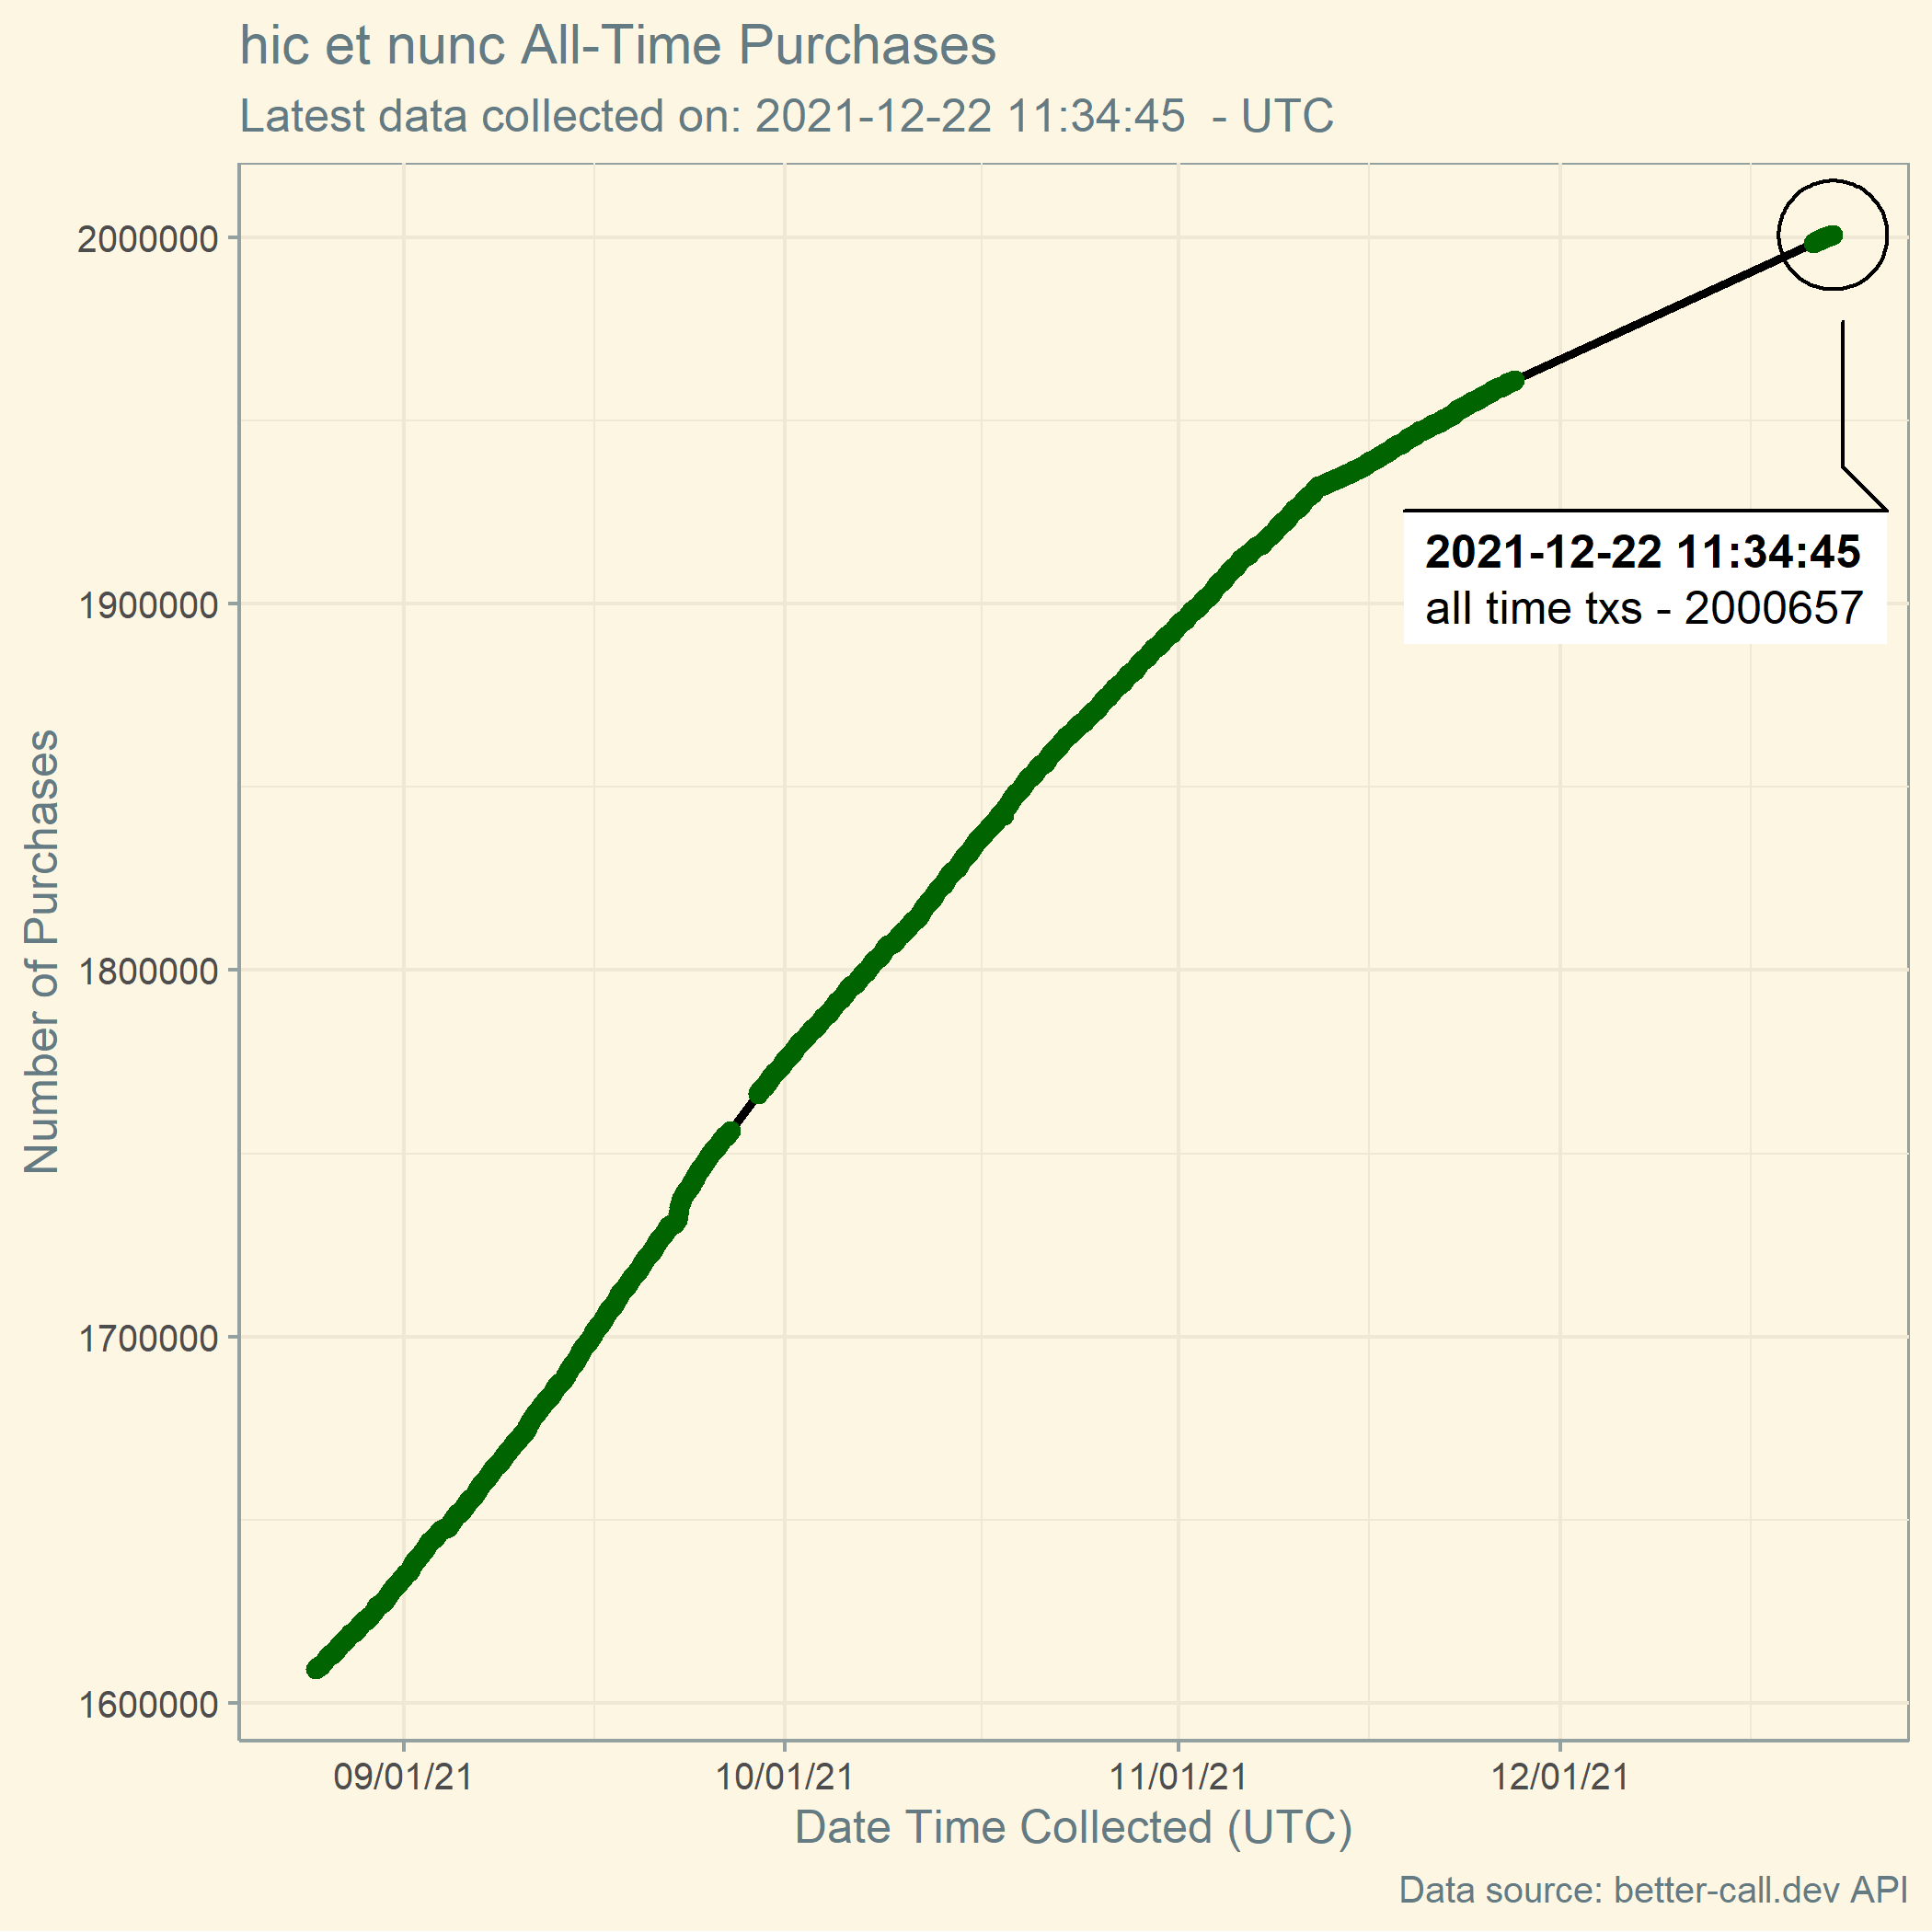 hic et nunc All-Time Purchases
Latest data collected on: 2021-12-22 11:34:45  - UTC
2000000
1900000
1800000
1700000
1600000
Number of Purchases
2021-12-22 11:34:45
all time txs - 2000657
09/01/21
10/01/21
11/01/21
12/01/21
Date Time Collected (UTC)
Data source: better-call.dev API